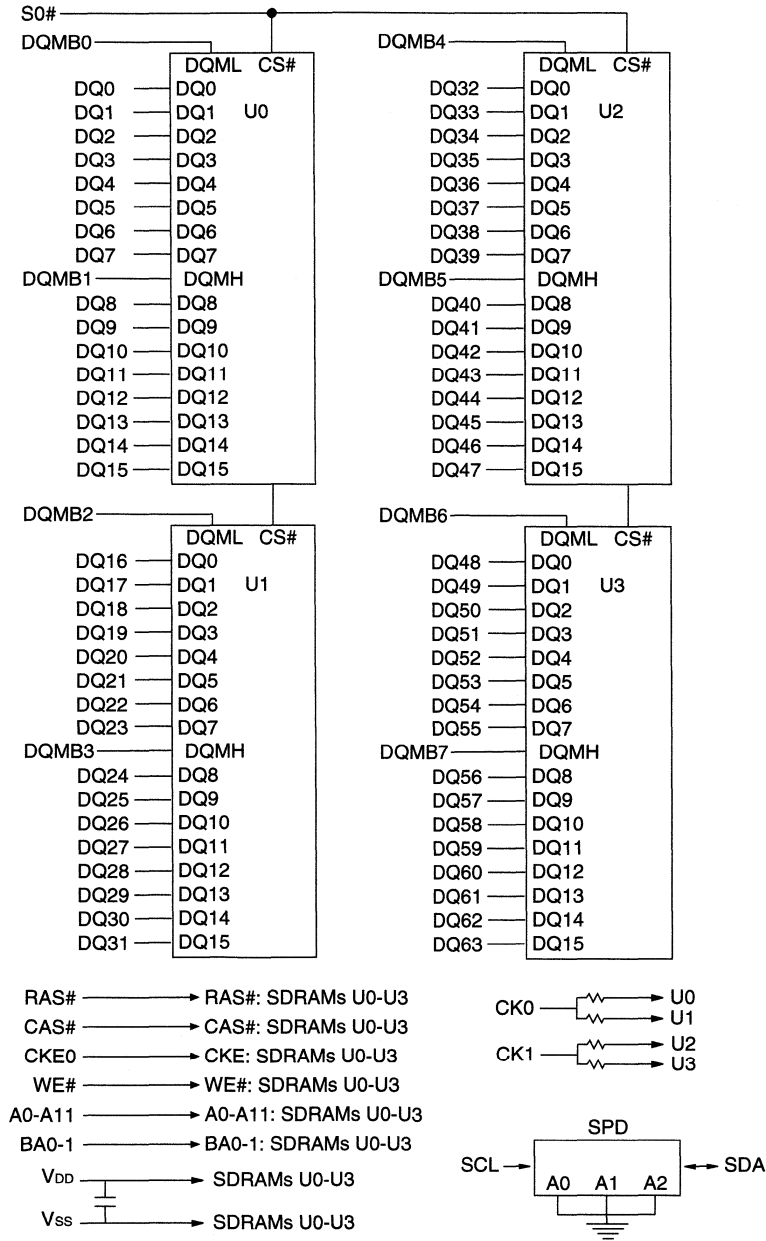 S0#
DQMB0
DQML CS#
DQ0 DQ0
DQ1 DQ1 U0
DQ2 DQ2
DQ3 DQ3
DQ4 DQ4
DQ5 DQ5
DQ6 DQ6
DQ7 DQ7
DQMB1 DQMH
DQ8 DQ8
DQ9 DQ9
DQ10 DQ10
DQ11 DQ11
DQ12 DQ12
DQ13 DQ13
DQ14 DQ14
DQ15 DQ15
DQMB4
DQML CS#
DQ32 DQ0
DQ33 DQ1 U2
DQ34 DQ2
DQ35 DQ3
DQ36 DQ4
DQ37 DQ5
DQ38 DQ6
DQ39 DQ7
DQMB5 DQMH
DQ40 DQ8
DQ41 DQ9
DQ42 DQ10
DQ43 DQ11
DQ44 DQ12
DQ45 DQ13
DQ46 DQ14
DQ47 DQ15
DQMB2
DQML CS#
DQ16 DQ0
DQ17 DQ1 U1
DQ18 DQ2
DQ19 DQ3
DQ20 DQ4
DQ21 DQ5
DQ22 DQ6
DQ23 DQ7
DQMB3 DQMH
DQ24 DQ8
DQ25 DQ9
DQ26 DQ10
DQ27 DQ11
DQ28 DQ12
DQ29 DQ13
DQ30 DQ14
DQ31 DQ15
DQMB6
DQML CS#
DQ48 DQ0
DQ49 DQ1 U3
DQ50 DQ2
DQ51 DQ3
DQ52 DQ4
DQ53 DQ5
DQ54 DQ6
DQ55 DQ7
DQMB7 DQMH
DQ56 DQ8
DQ57 DQ9
DQ58 DQ10
DQ59 DQ11
DQ60 DQ12
DQ61 DQ13
DQ62 DQ14
DQ63 DQ15
RAS# RAS#: SDRAMs U0-U3
CAS# CAS#: SDRAMs U0-U3
CKE0 CKE: SDRAMs U0-U3
WE# WE#: SDRAMs U0-U3
A0-A11 A0-A11: SDRAMs U0-U3
BA0-1 BA0-1: SDRAMs U0-U3
VDD SDRAMs U0-U3
VSS SDRAMs U0-U3
CK0 U0
U1
CK1 U2
U3
SPD
SCL SDA
A0 A1 A2